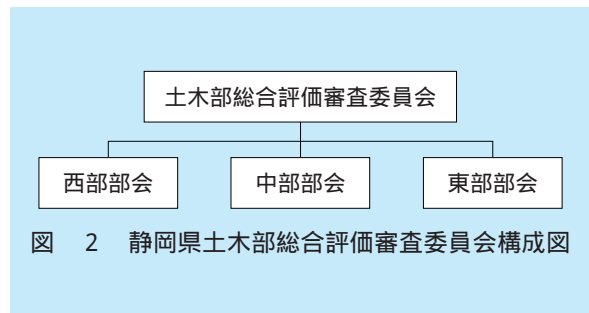 土木部総合評価審査委員会
西部部会 中部部会 東部部会
図 2 静岡県土木部総合評価審査委員会構成図